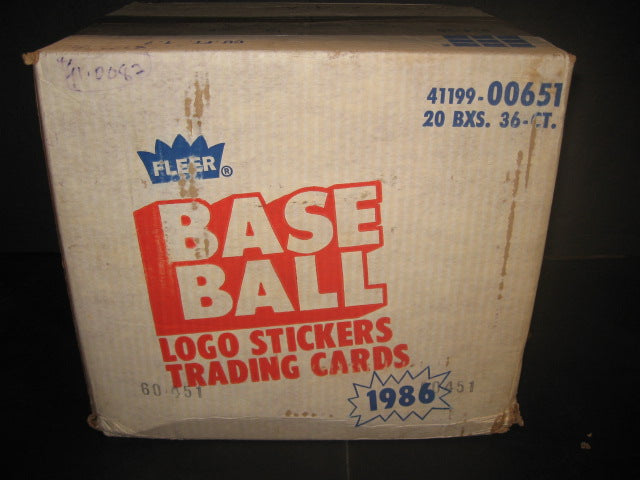 41199-00651
20 BXS. 36-CT.
FLEER®
BASE
BALL
LOGO STICKERS
TRADING CARDS
1986